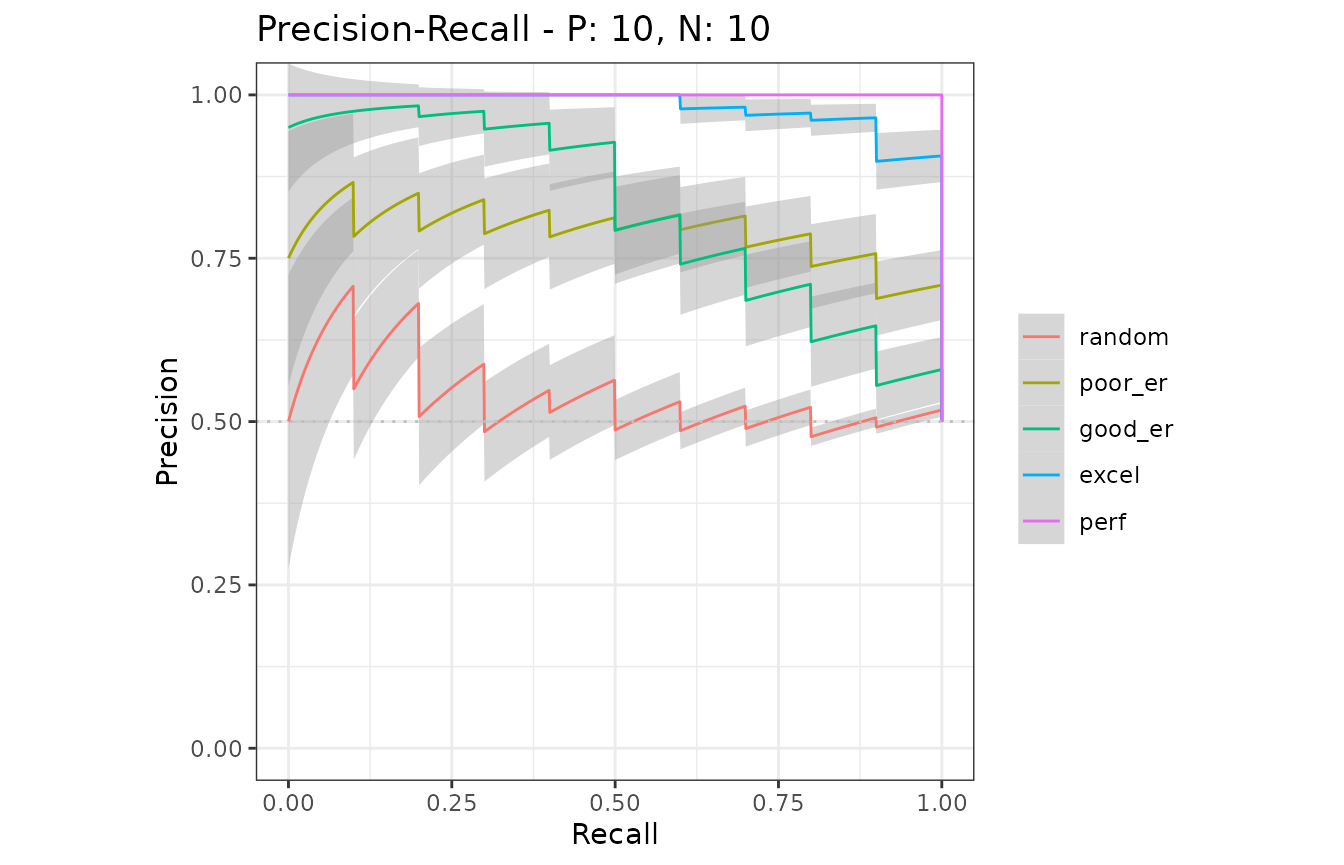 Precision-Recall - P: 10, N: 10
Precision
1.00
0.75
0.50
0.25
0.00
0.00 0.25 0.50 0.75 1.00
Recall
random
poor_er
good_er
excel
perf